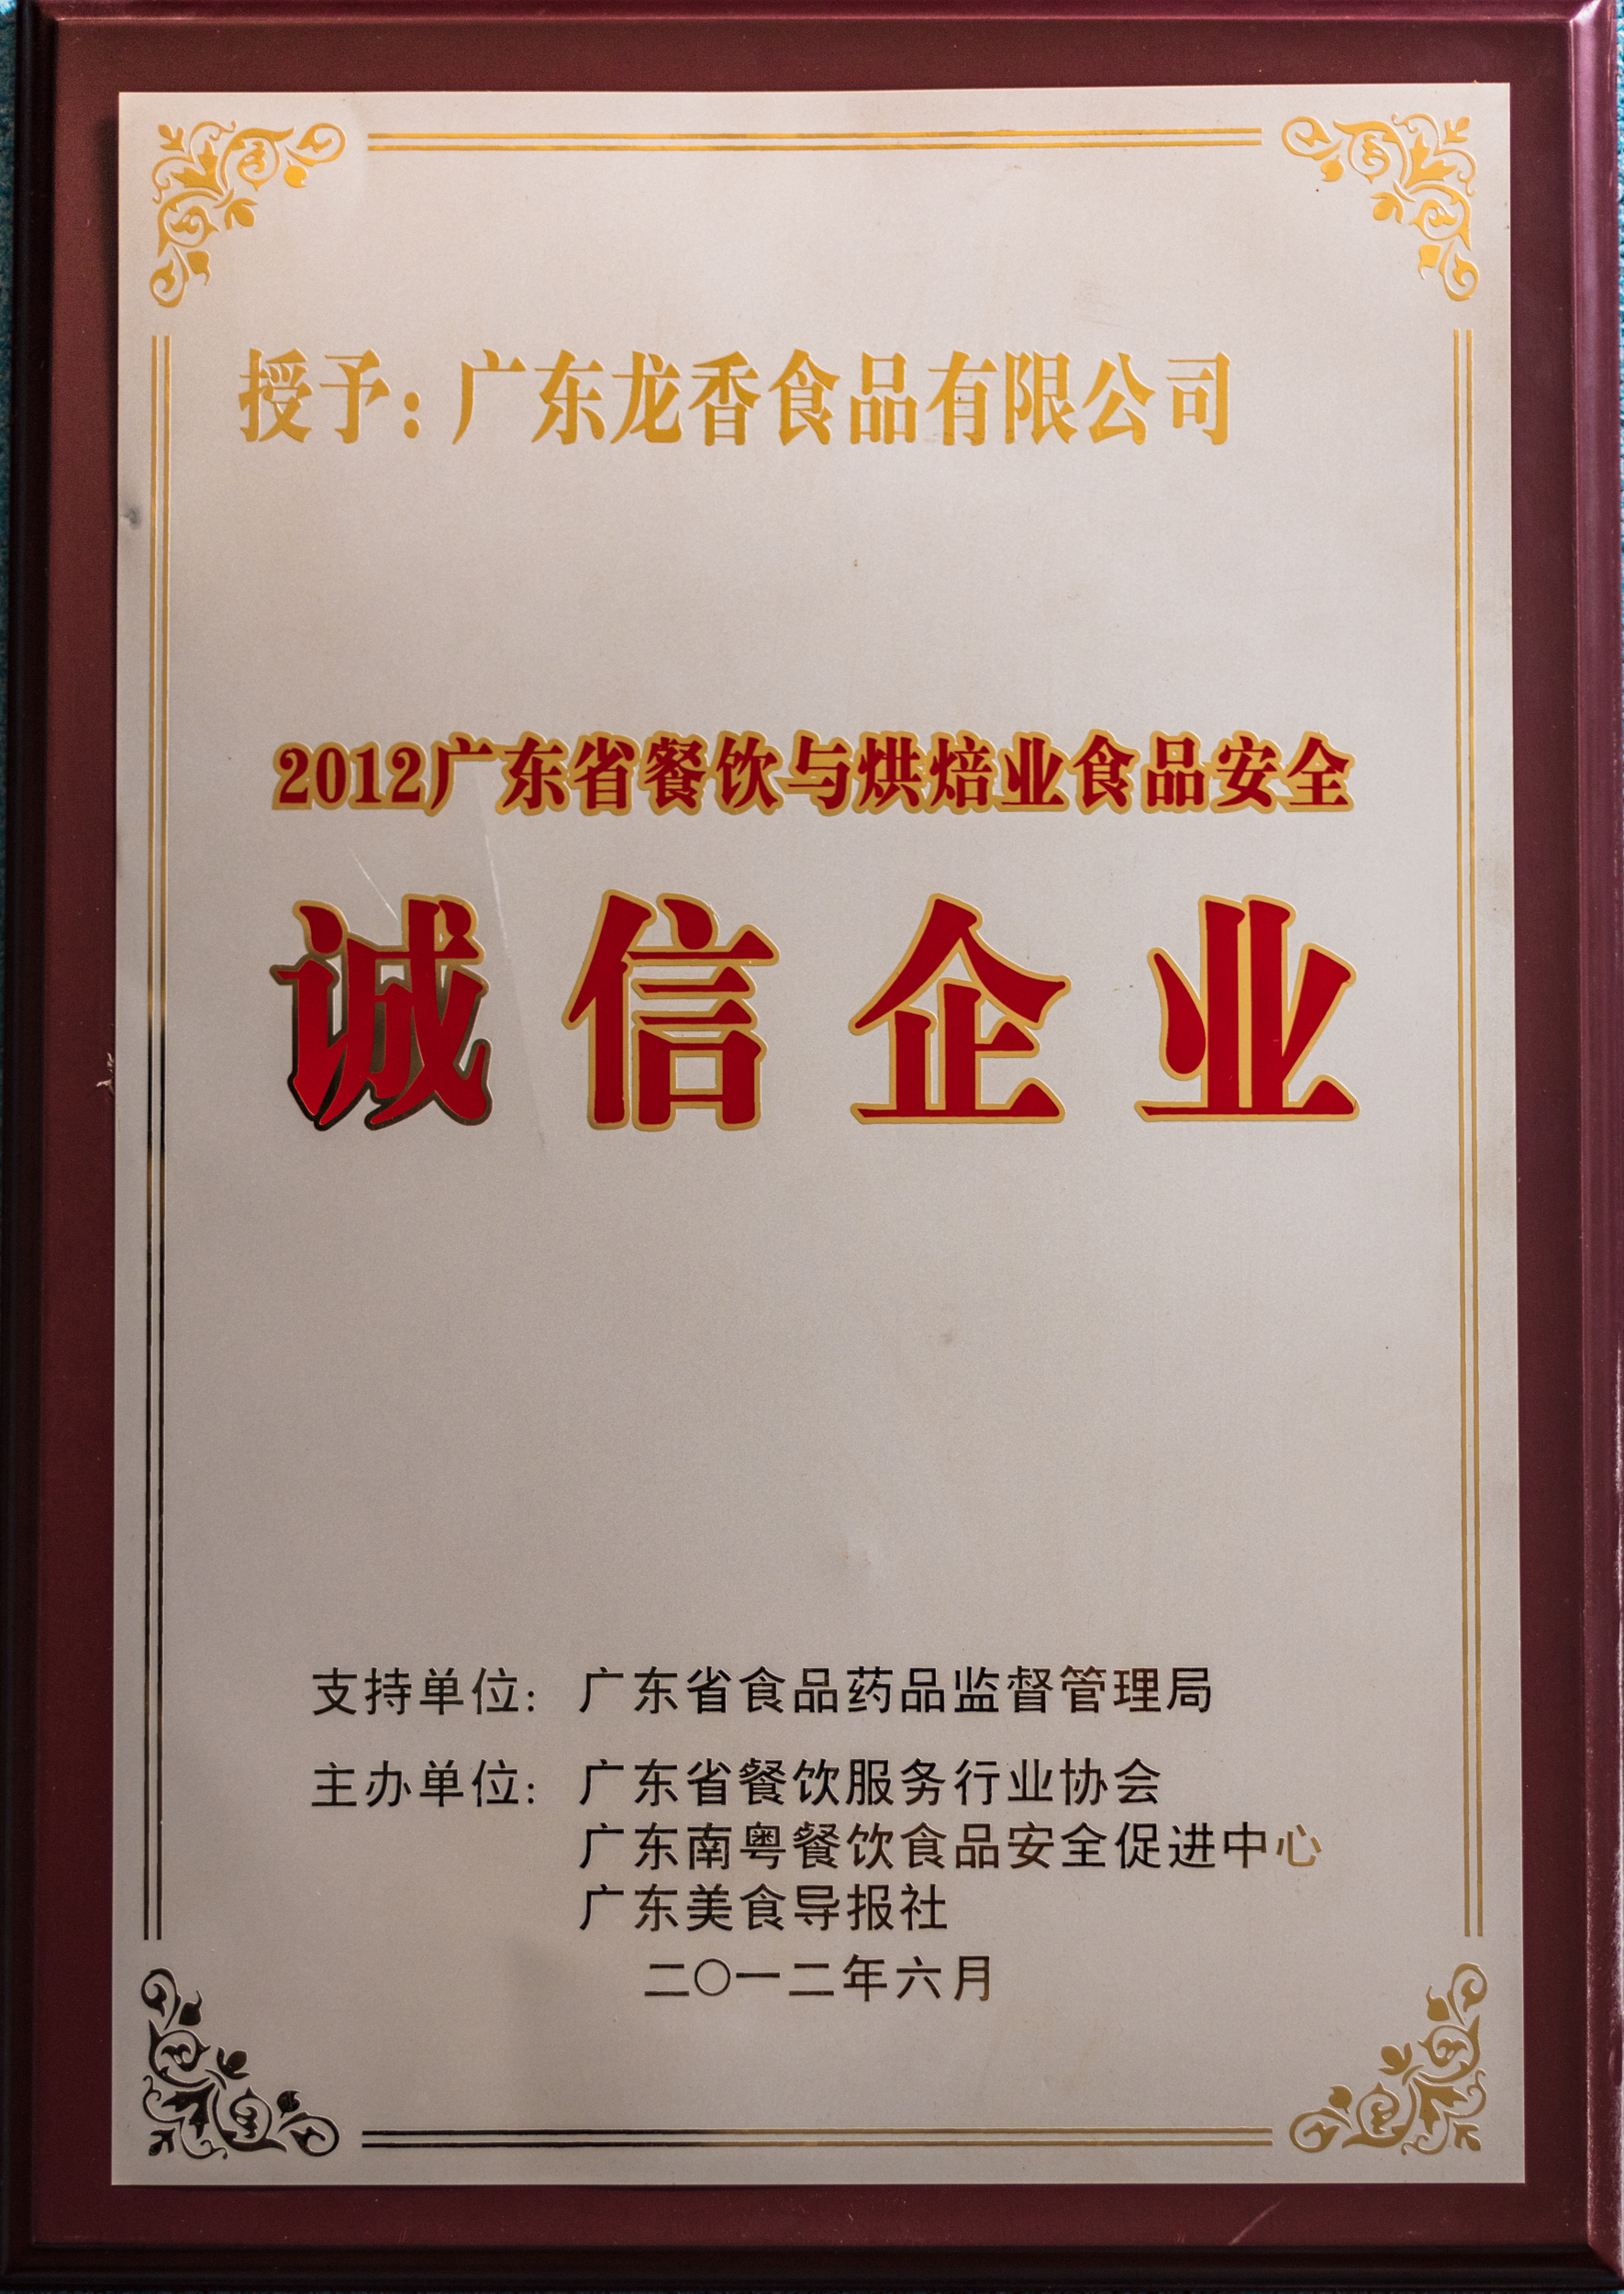 授予：广东龙香食品有限公司
2012广东省餐饮与烘焙业食品安全
诚信企业
支持单位：广东省食品药品监督管理局
主办单位：广东省餐饮服务行业协会
广东南粤餐饮食品安全促进中心
广东美食导报社
二〇一二年六月